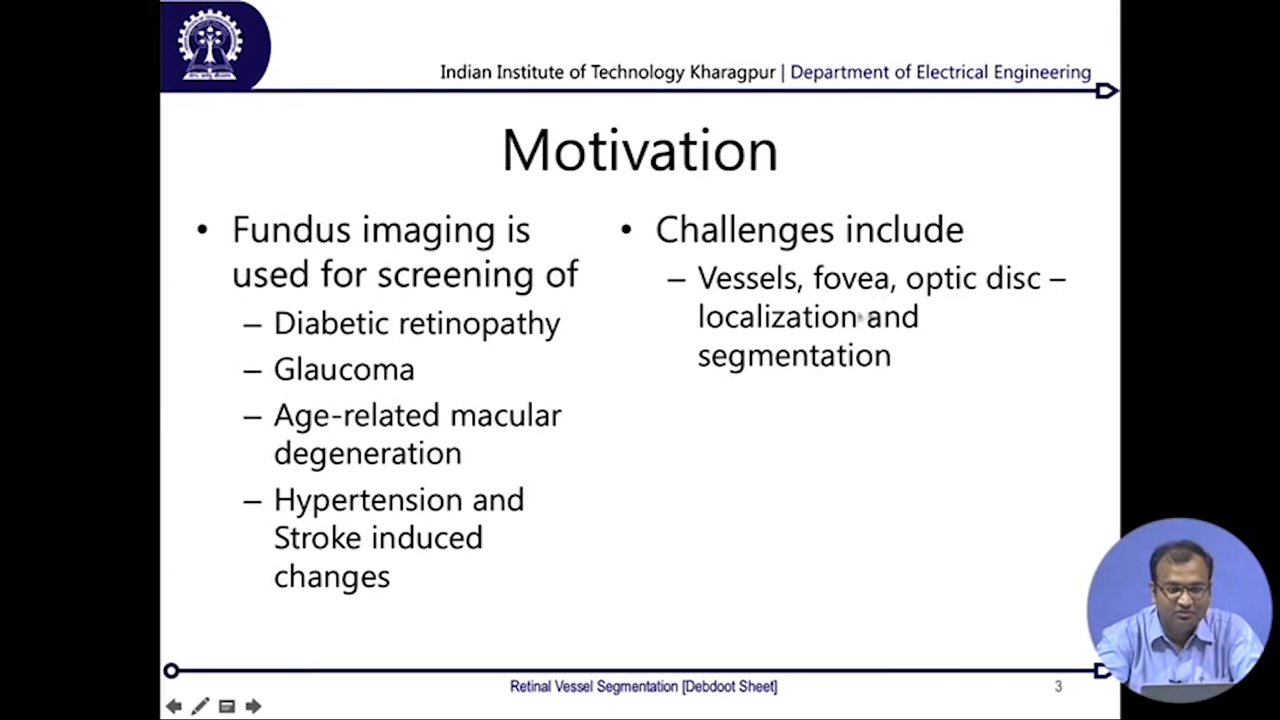 Indian Institute of Technology Kharagpur | Department of Electrical Engineering
Motivation
• Fundus imaging is
used for screening of
– Diabetic retinopathy
– Glaucoma
– Age-related macular
degeneration
– Hypertension and
Stroke induced
changes
• Challenges include
– Vessels, fovea, optic disc –
localization and
segmentation
Retinal Vessel Segmentation [Debdoot Sheet]
3